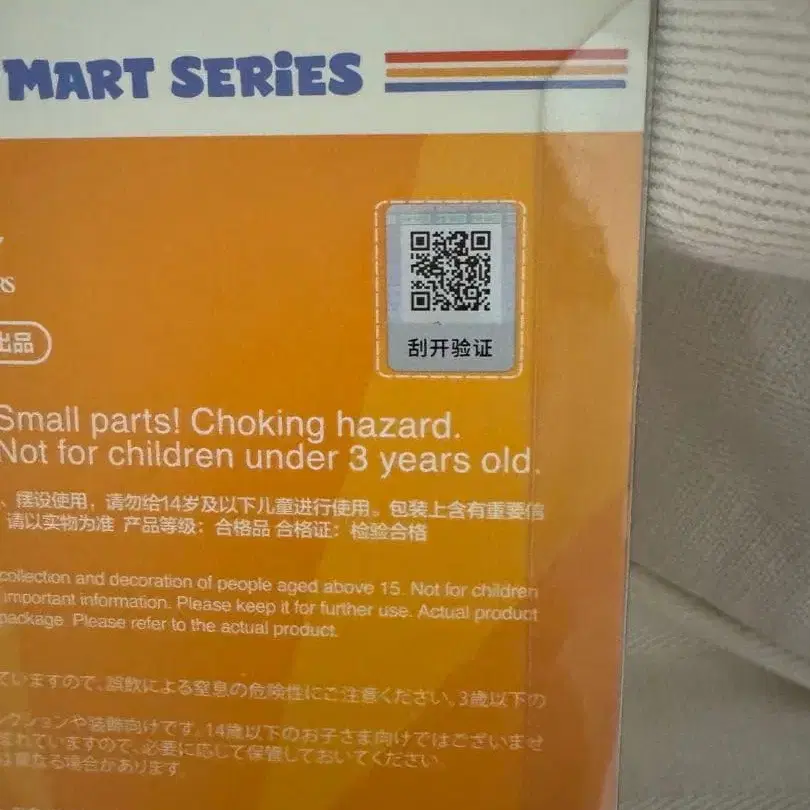 MART SERiES
RS
出品
刮开验证
Small parts! Choking hazard.
Not for children under 3 years old.
、摆设使用，请勿给14岁及以下儿童进行使用。包装上含有重要信
请以实物为准 产品等级：合格品 合格证：检验合格
collection and decoration of people aged above 15. Not for children
important information. Please keep it for further use. Actual product
package. Please refer to the actual product.
ていますので、誤飲による窒息の危険性にご注意ください。3歳以下の
クションや装飾向けです。14歳以下のお子さま向けではございませ
まれていますので、必要に応じて保管しておいてください。
は異なる場合があります。